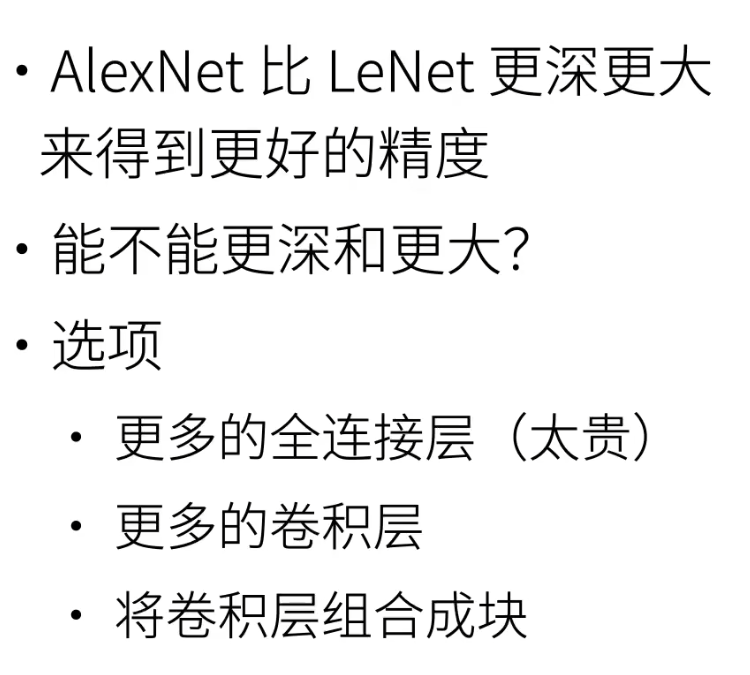 • AlexNet 比 LeNet 更深更大
来得到更好的精度
• 能不能更深和更大？
• 选项
• 更多的全连接层（太贵）
• 更多的卷积层
• 将卷积层组合成块